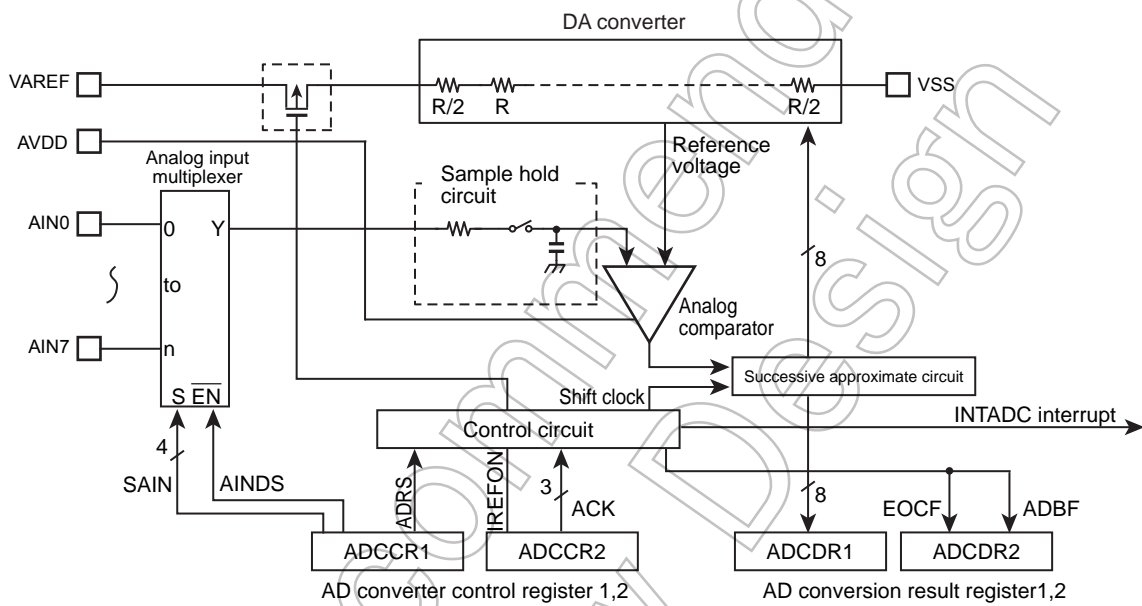 DA converter
VAREF
R/2
R
R/2
VSS
AVDD
Analog input
multiplexer
Reference
voltage
Sample hold
circuit
AIN0
0
Y
to
8
Analog
comparator
AIN7
n
S EN
Successive approximate circuit
Shift clock
INTADC interrupt
Control circuit
4
SAIN
AINDS
ADRS
IREFON
3
ACK
8
EOCF
ADBF
ADCCR1
ADCCR2
ADCDR1
ADCDR2
AD converter control register 1,2
AD conversion result register1,2
commend
Design